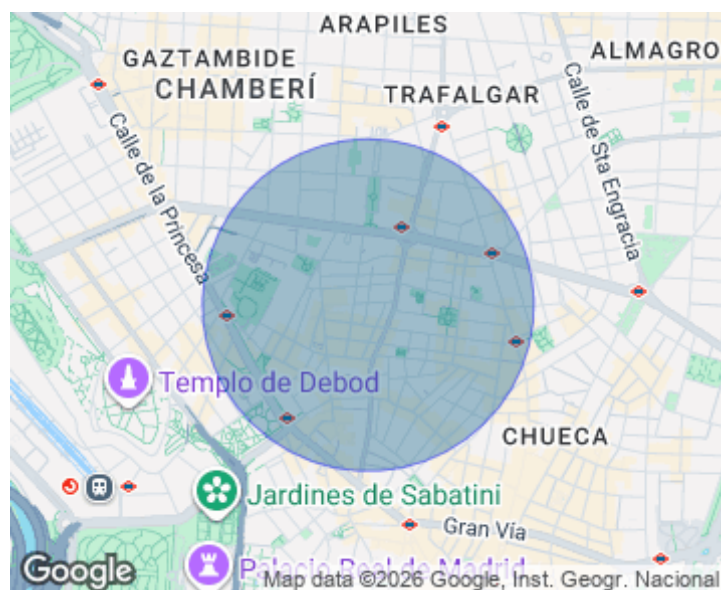 ARAPILES
GAZTAMBIDE
ALMAGRO
CHAMBERÍ
TRAFALGAR
Calle de Sta Engracia
Calle de la Princesa
Templo de Debod
CHUECA
Jardines de Sabatini
Gran Vía
Palacio Real de Madrid
Google
Map data ©2026 Google, Inst. Geogr. Nacional